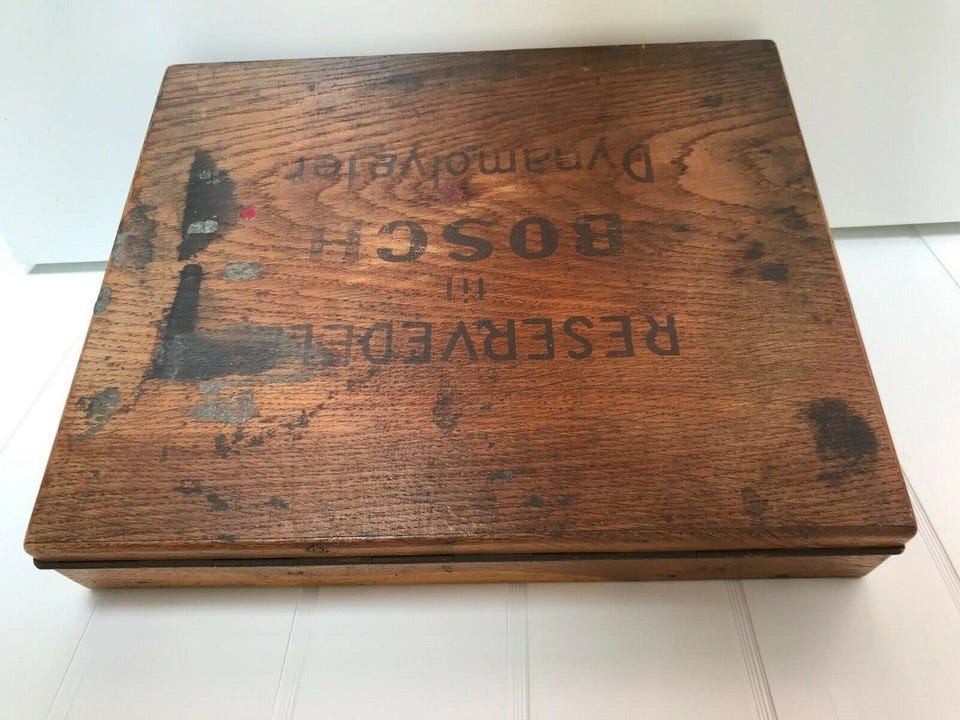 RESERVEDEL
til
BOSCH
Dynamolygter